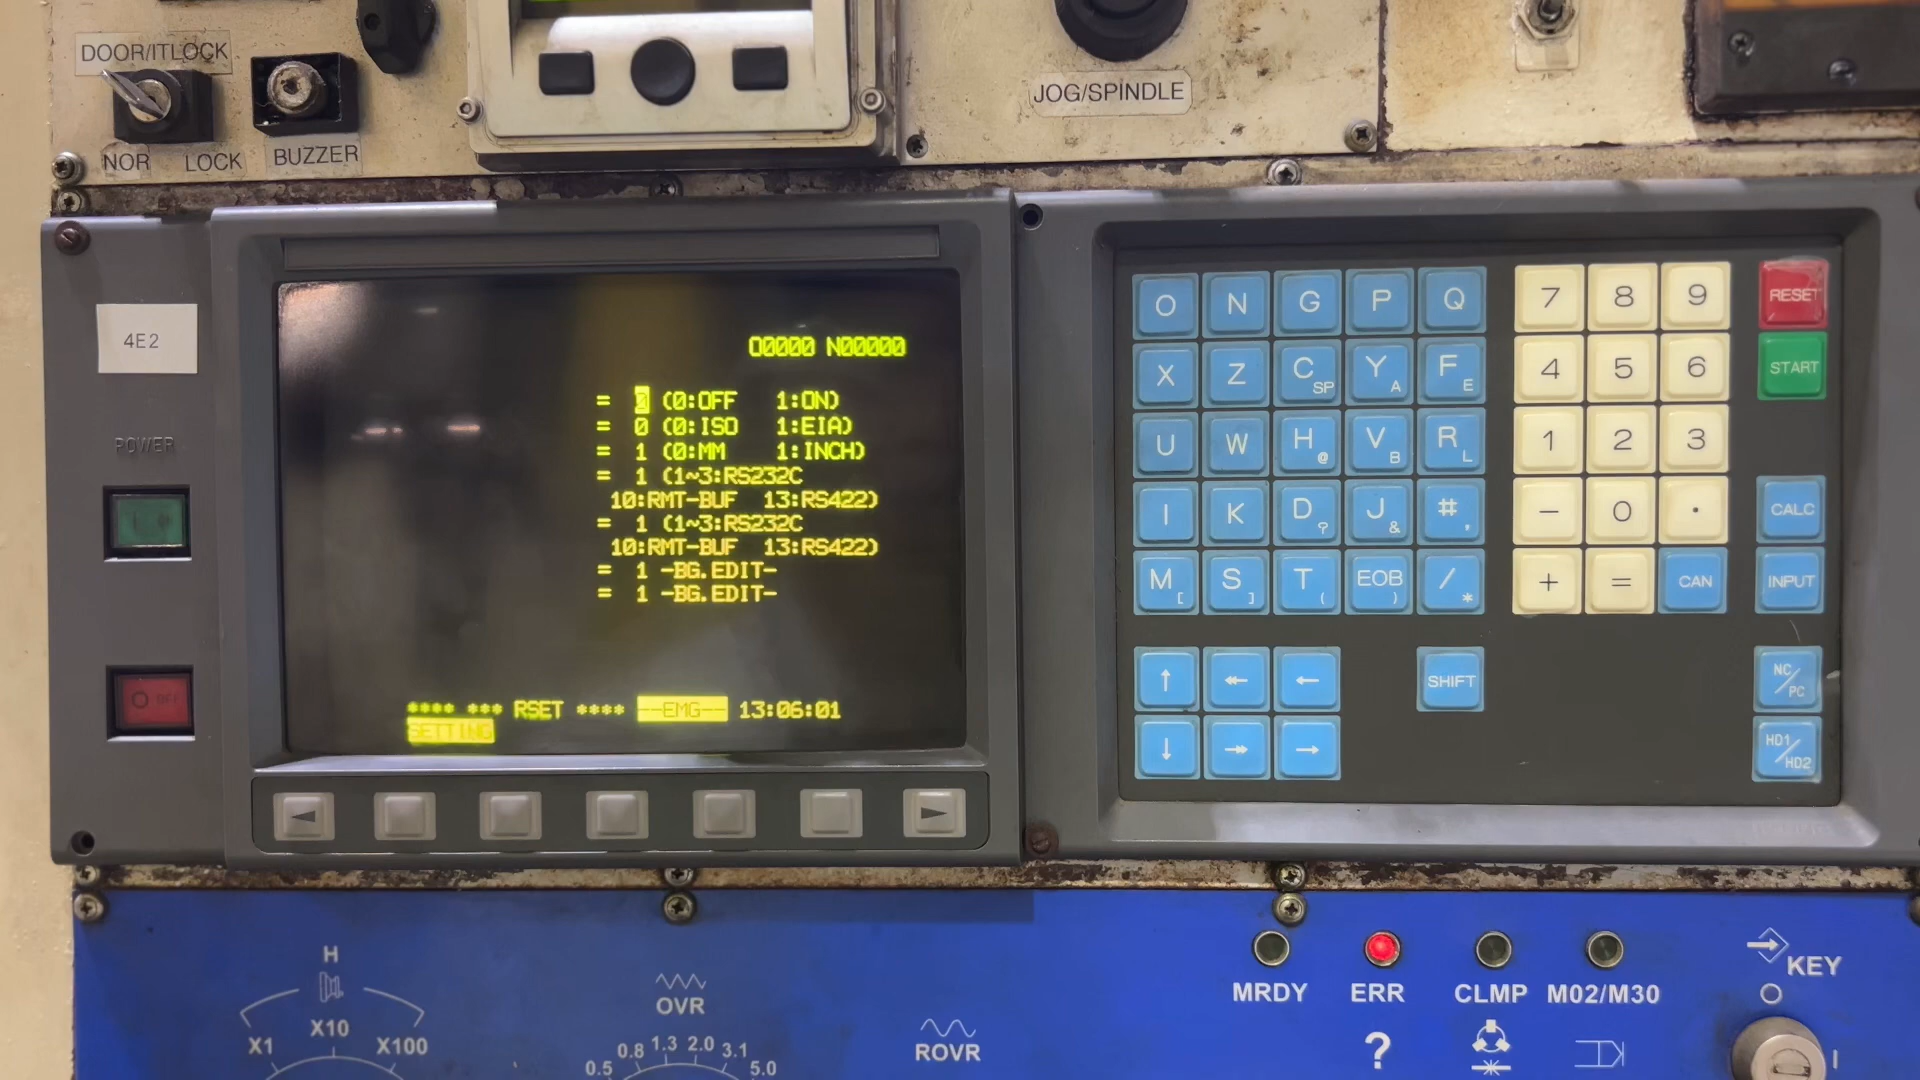 DOOR/ITLOCK
NOR LOCK BUZZER
JOG/SPINDLE
4E2
POWER
OFF
O0000 N00000
= 0 (0:OFF 1:ON)
= 0 (0:ISO 1:EIA)
= 1 (0:MM 1:INCH)
= 1 (1~3:RS232C
10:RMT-BUF 13:RS422)
= 1 (1~3:RS232C
10:RMT-BUF 13:RS422)
= 1 -BG.EDIT-
= 1 -BG.EDIT-
**** *** RSET **** --EMG-- 13:06:01
SETTING
O N G P Q 7 8 9 RESET
X Z C SP Y A F E 4 5 6 START
U W H @ V B R L 1 2 3
I K D ? J & # , - 0 . CALC
M [ S ] T ( EOB ) / * + = CAN INPUT
↑ ↞ ← SHIFT NC/PC
↓ ↠ → HD1/HD2
MRDY ERR CLMP M02/M30 KEY
?
H
X1 X10 X100
OVR
0.5 0.8 1.3 2.0 3.1 5.0
ROVR
I